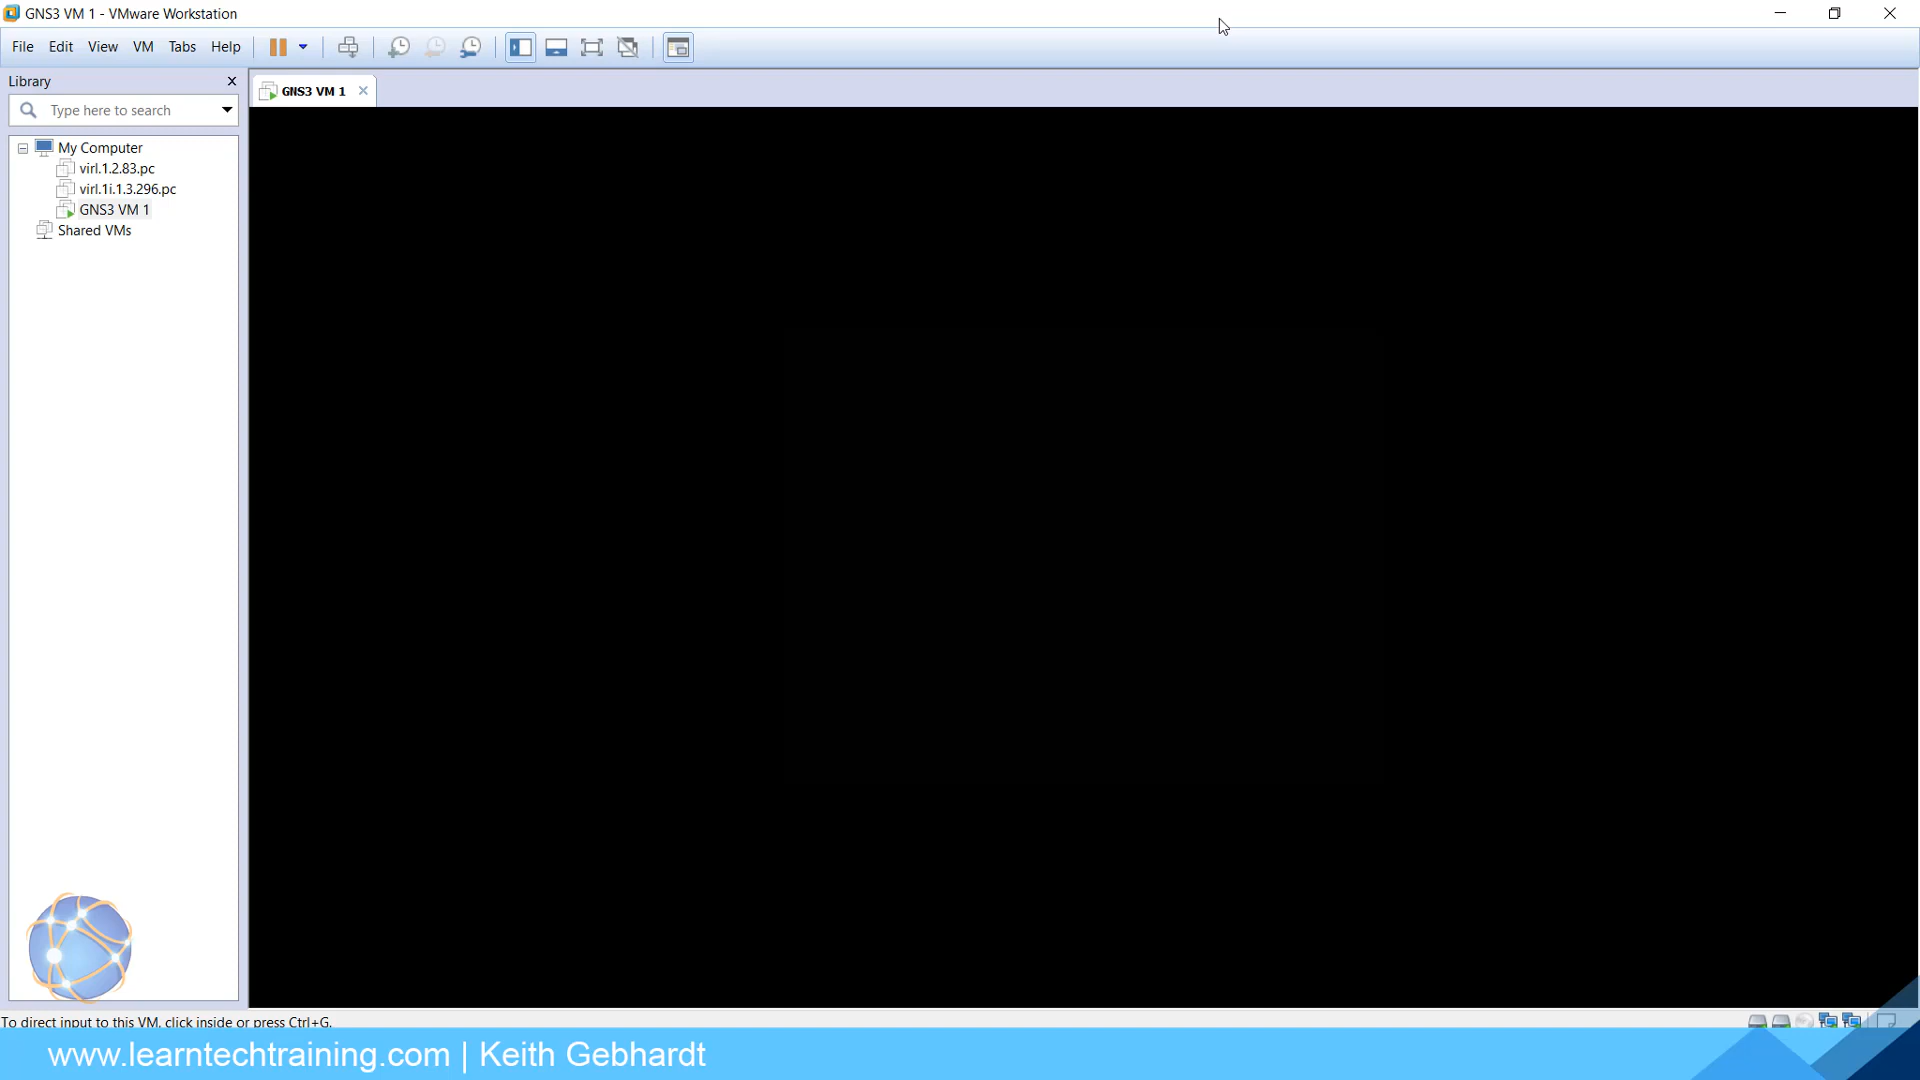 GNS3 VM 1 - VMware Workstation
File Edit View VM Tabs Help
Library
GNS3 VM 1
Type here to search
My Computer
virl.1.2.83.pc
virl.1i.1.3.296.pc
GNS3 VM 1
Shared VMs
To direct input to this VM, click inside or press Ctrl+G.
www.learntechtraining.com | Keith Gebhardt